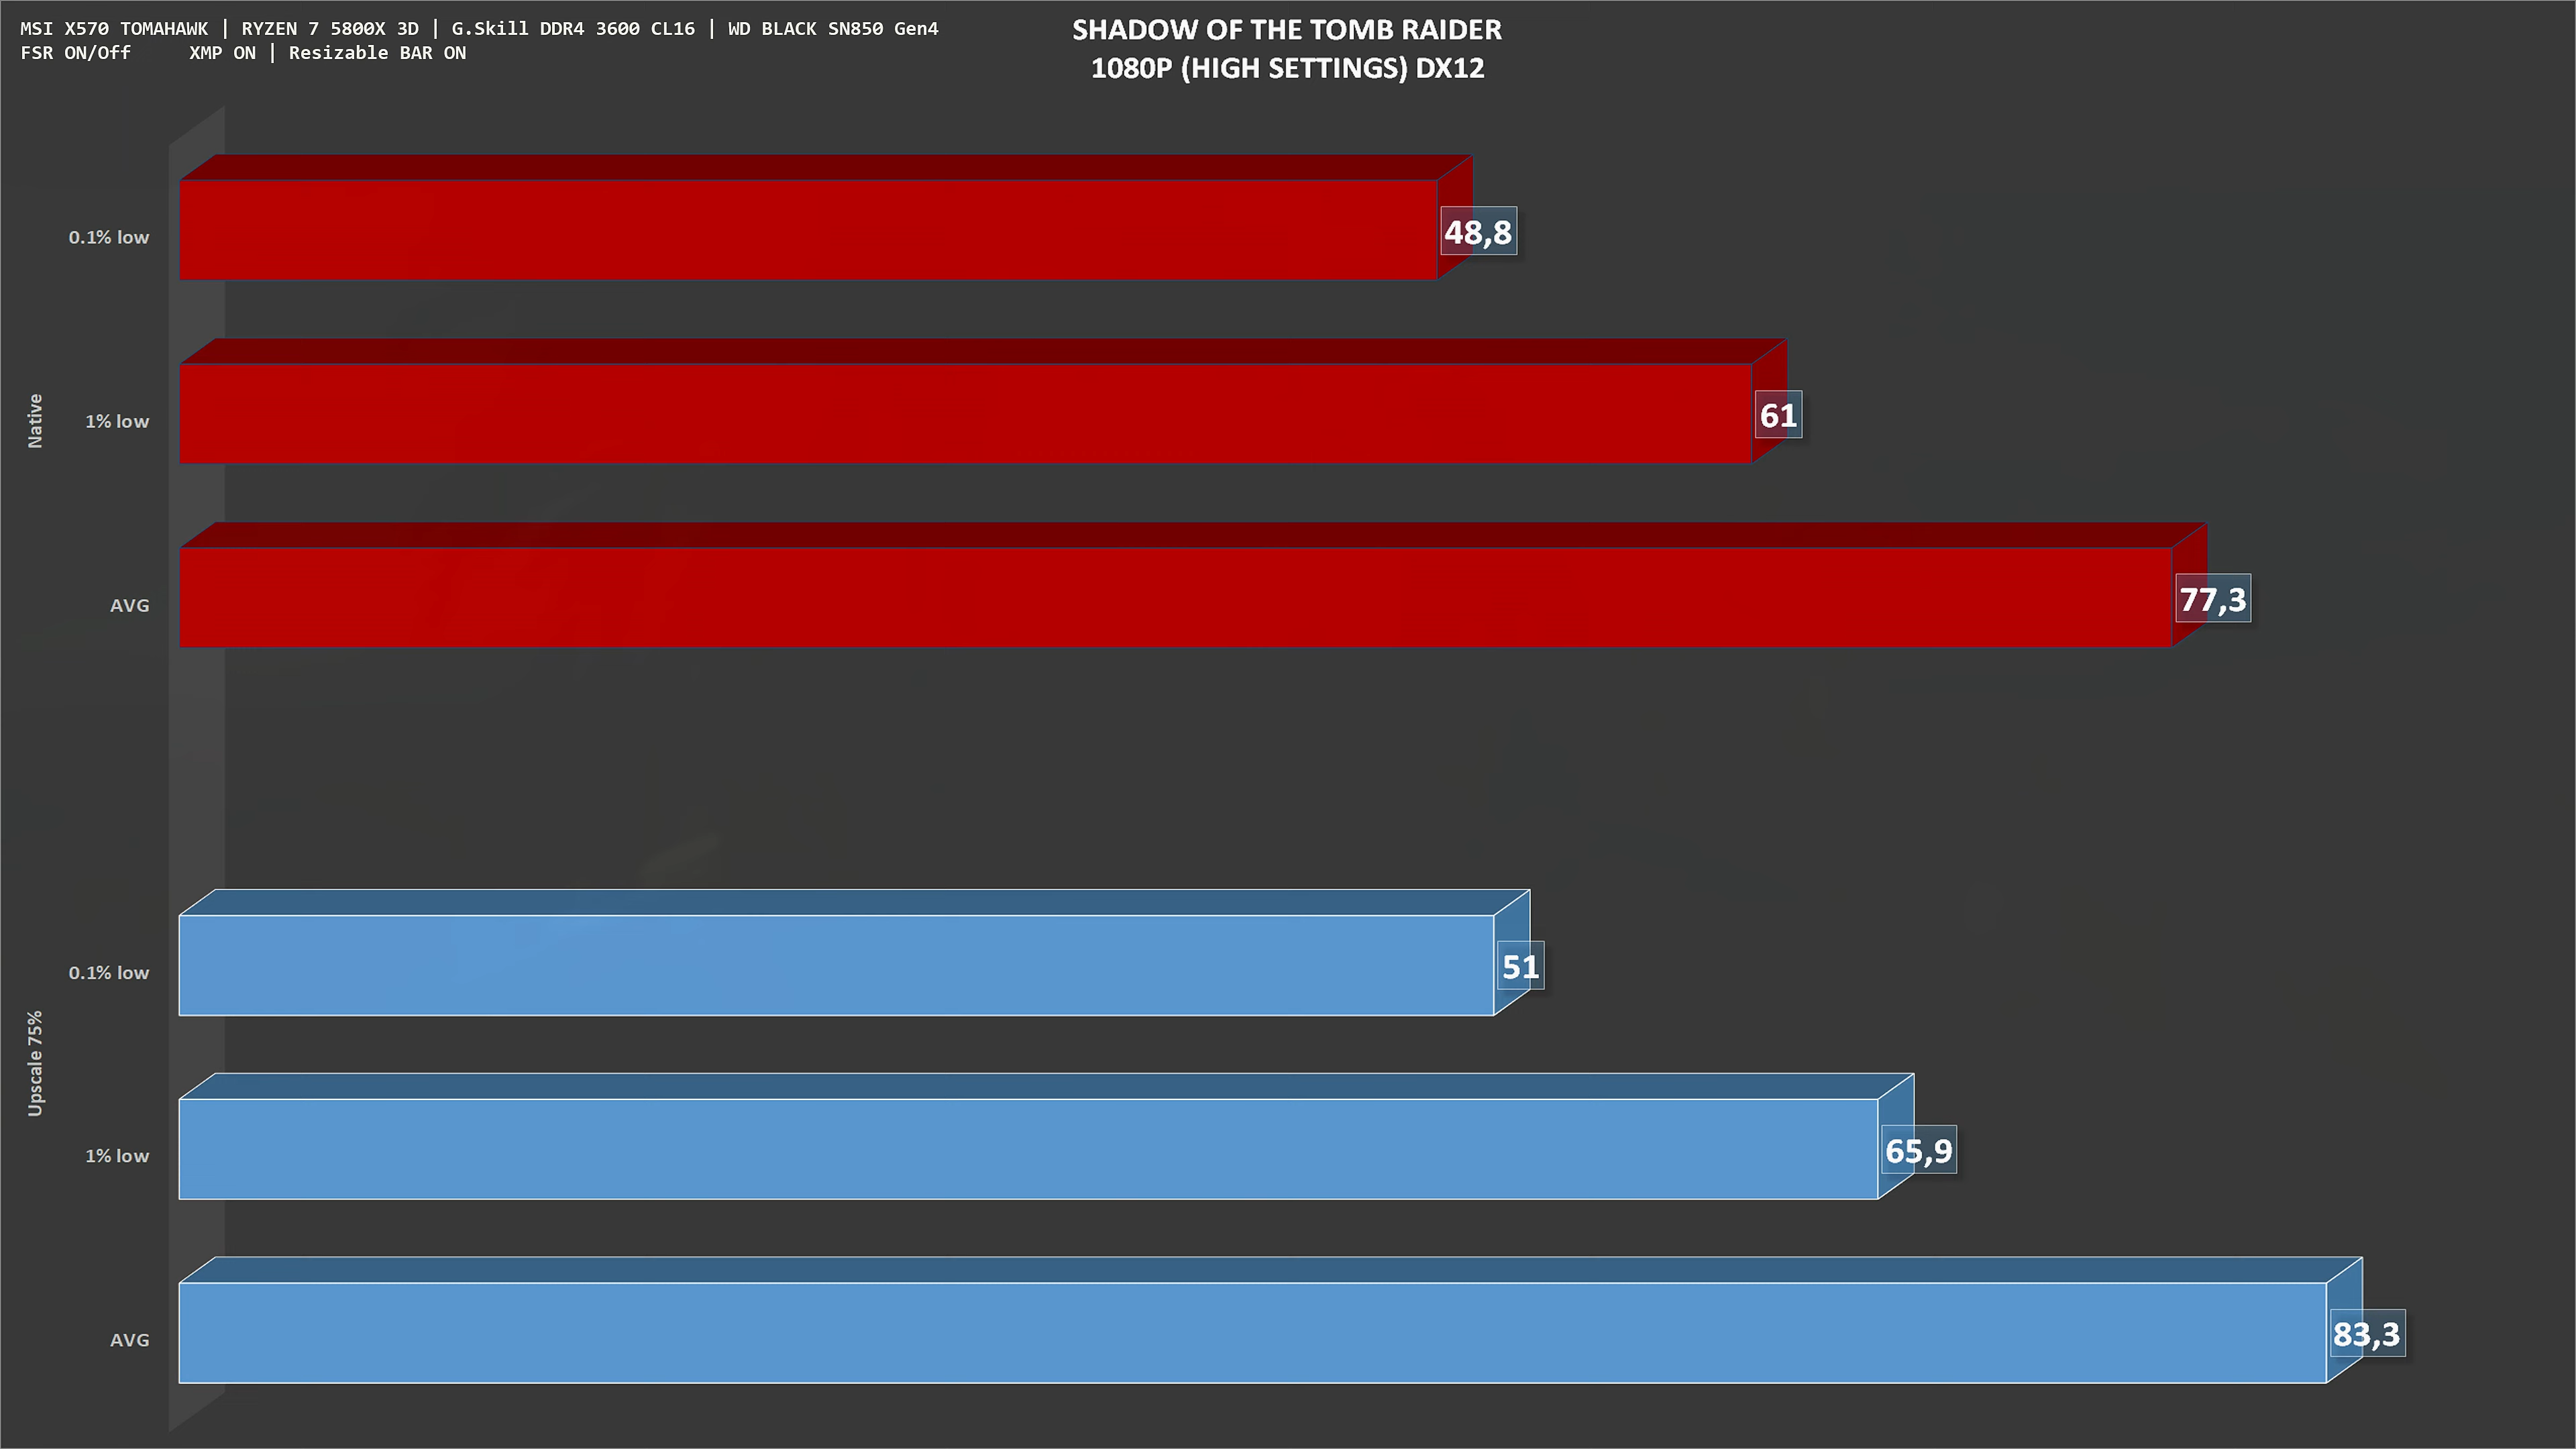 MSI X570 TOMAHAWK | RYZEN 7 5800X 3D | G.Skill DDR4 3600 CL16 | WD BLACK SN850 Gen4
FSR ON/Off XMP ON | Resizable BAR ON
SHADOW OF THE TOMB RAIDER
1080P (HIGH SETTINGS) DX12
Native
0.1% low
48,8
1% low
61
AVG
77,3
Upscale 75%
0.1% low
51
1% low
65,9
AVG
83,3